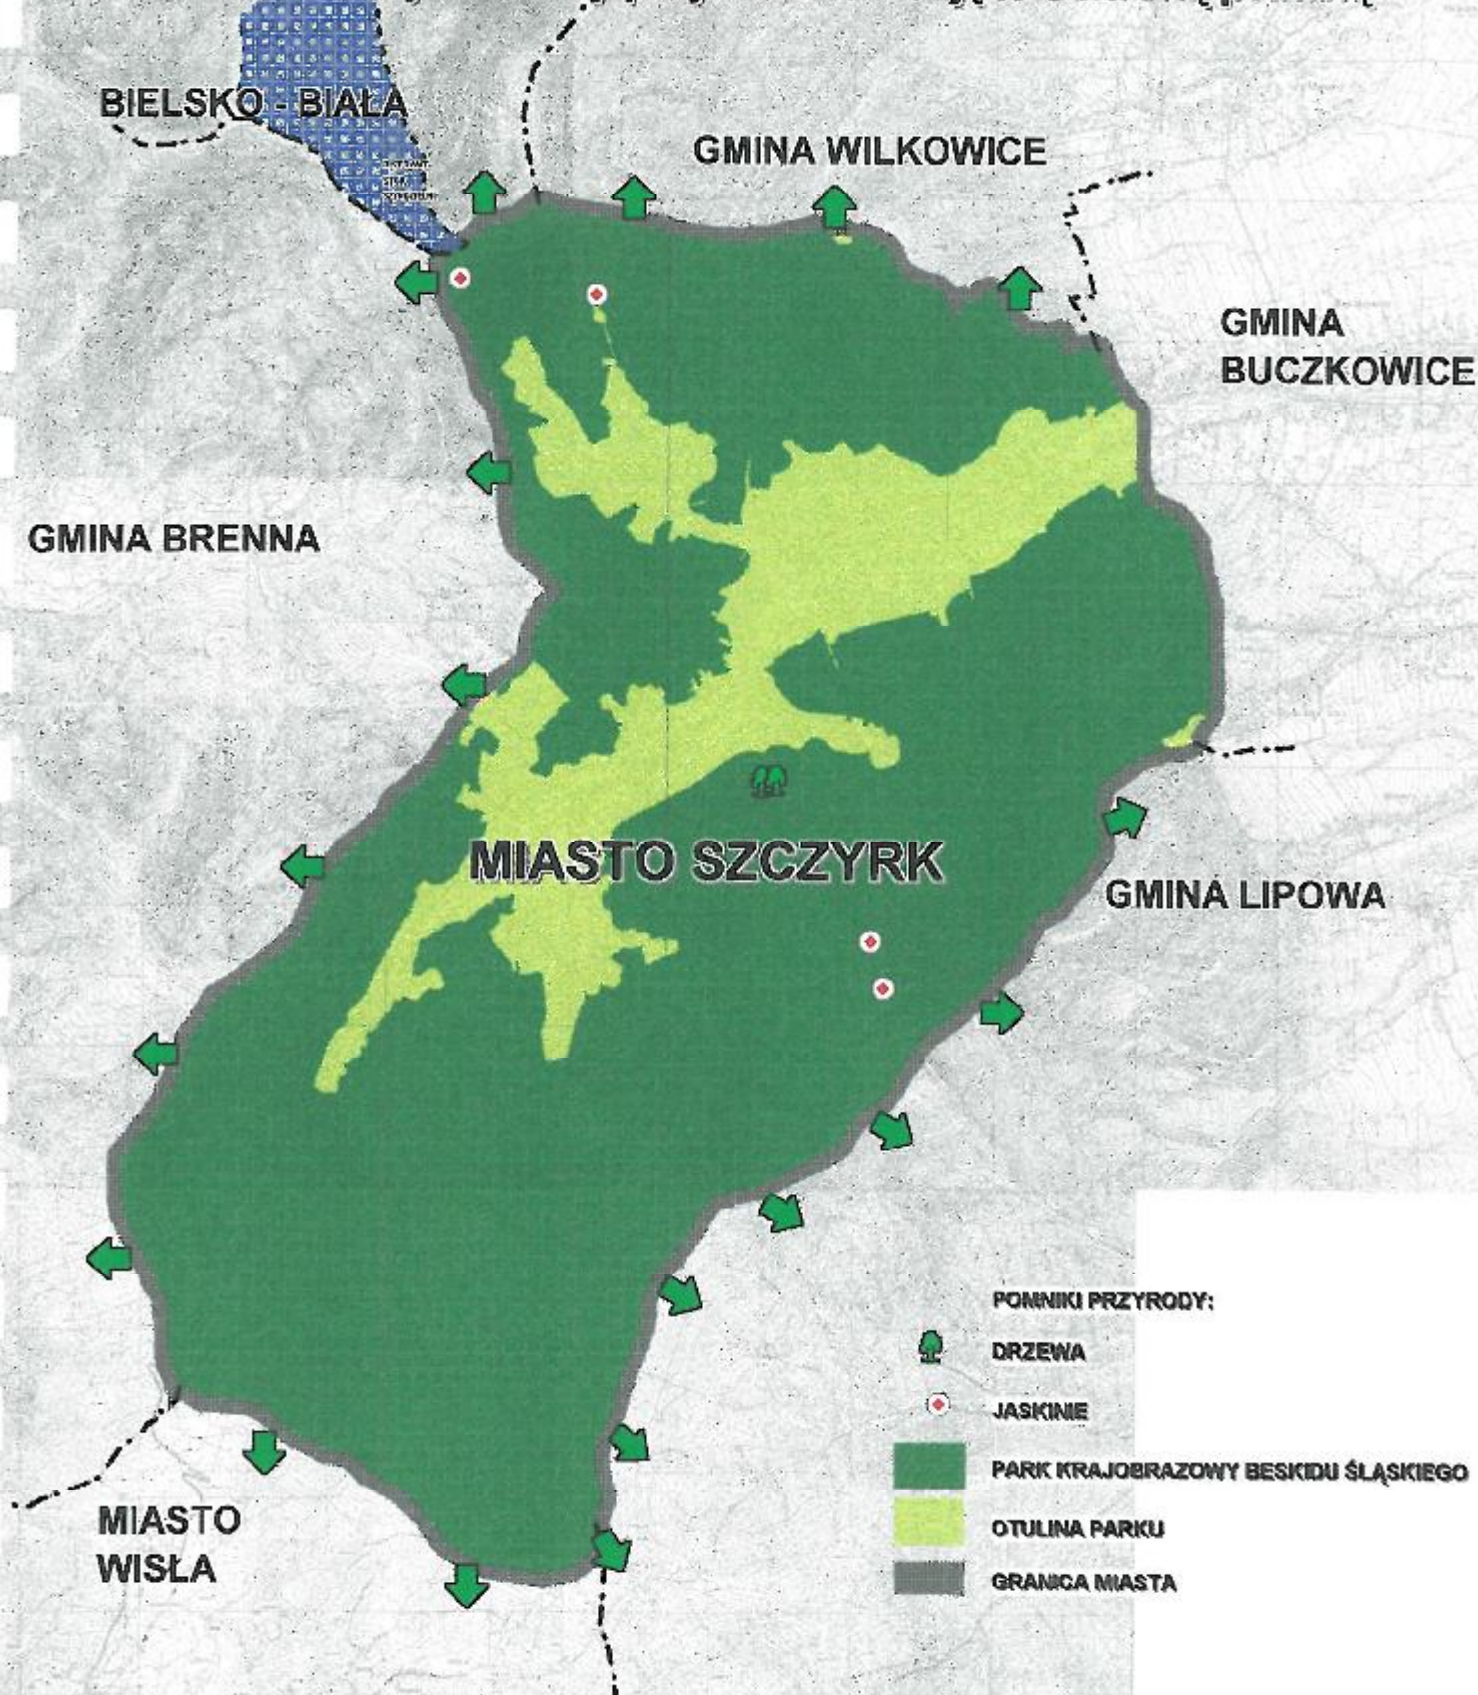 BIELSKO - BIAŁA
GMINA WILKOWICE
GMINA
BUCZKOWICE
GMINA BRENNA
MIASTO SZCZYRK
GMINA LIPOWA
POMNIKI PRZYRODY:
DRZEWA
JASKINIE
PARK KRAJOBRAZOWY BESKIDU ŚLĄSKIEGO
OTULINA PARKU
GRANICA MIASTA
MIASTO
WISŁA